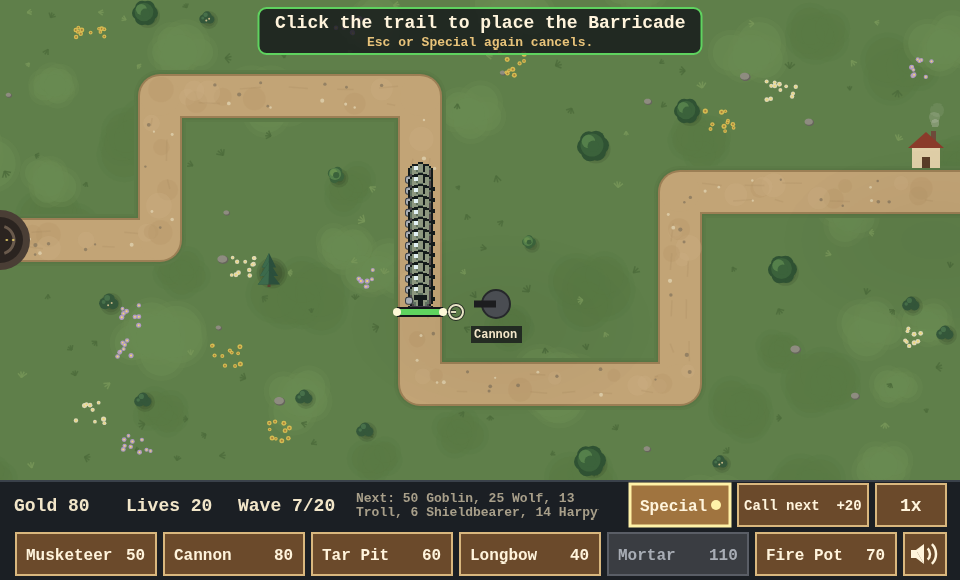 Click the trail to place the Barricade
Esc or Special again cancels.
Cannon
Gold 80
Lives 20
Wave 7/20
Next: 50 Goblin, 25 Wolf, 13
Troll, 6 Shieldbearer, 14 Harpy
Special
Call next +20
1x
Musketeer 50
Cannon 80
Tar Pit 60
Longbow 40
Mortar 110
Fire Pot 70